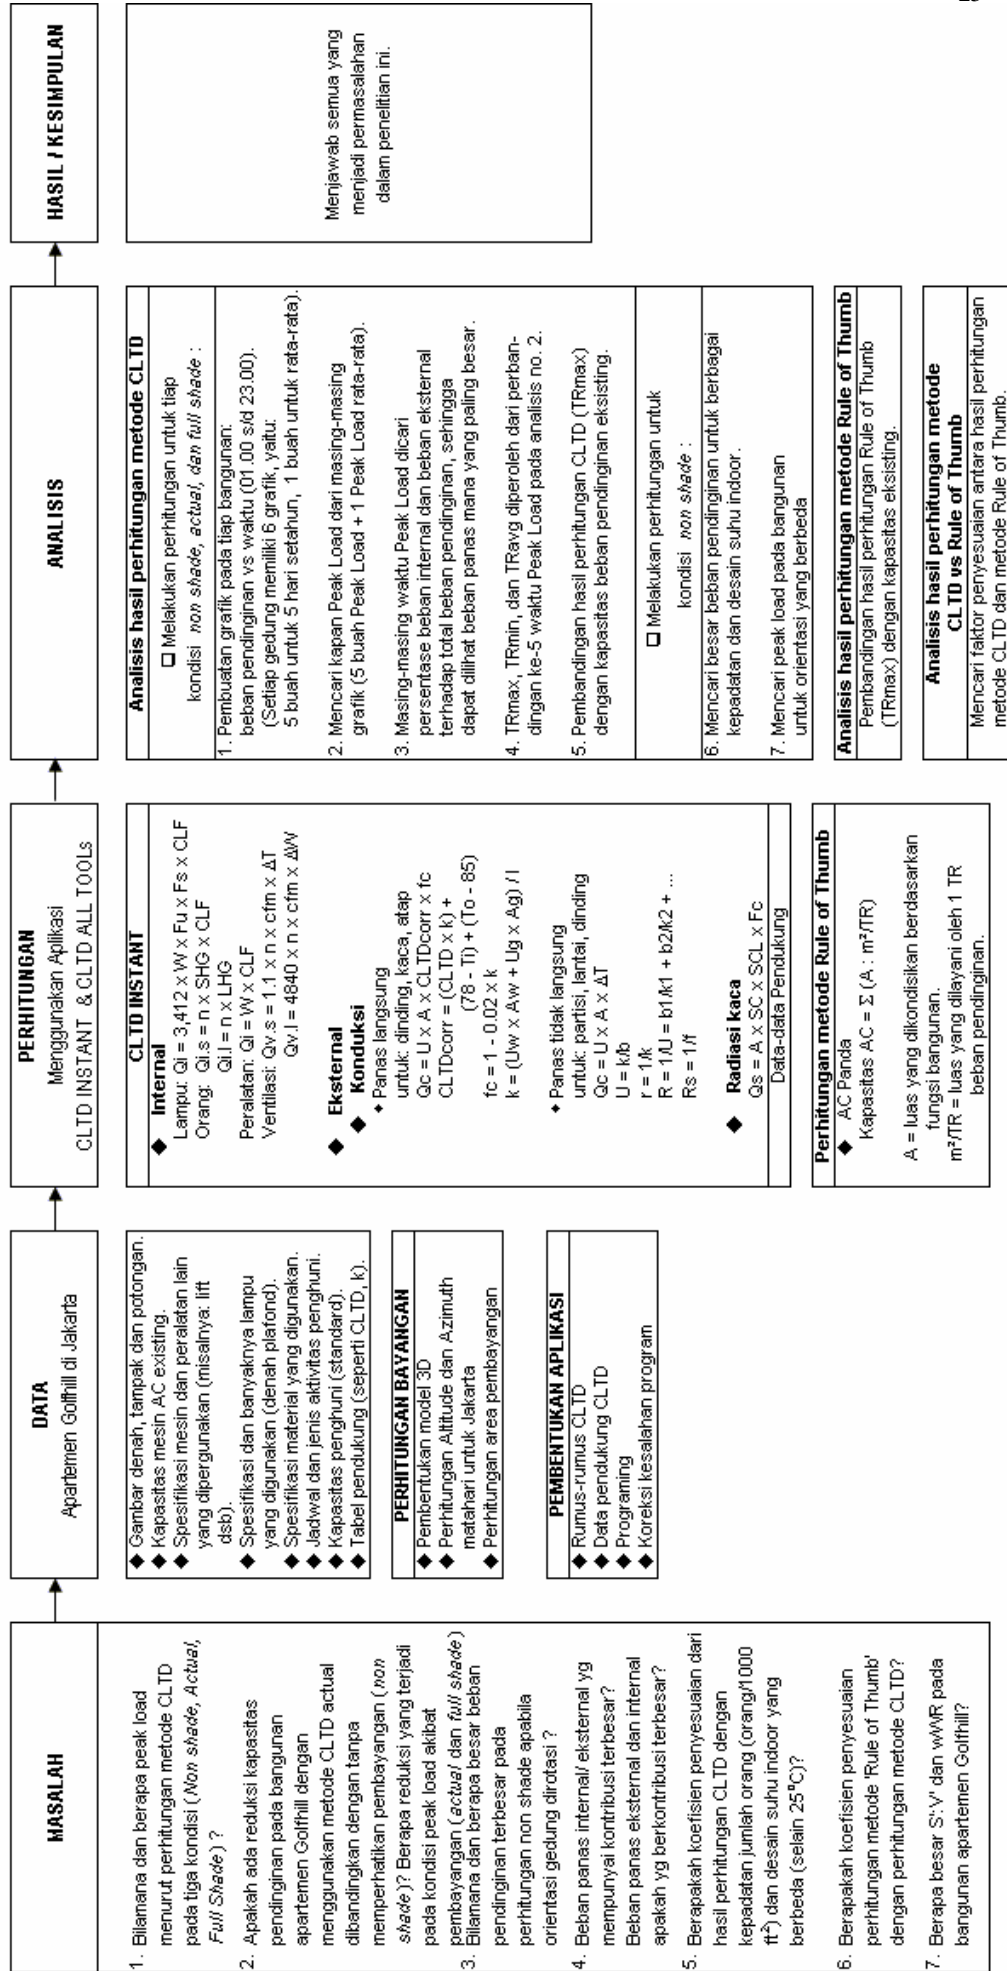 MASALAH
1. Bilamana dan berapa peak load
menurut perhitungan metode CLTD
pada tiga kondisi (Non shade, Actual,
Full Shade) ?
2. Apakah ada reduksi kapasitas
pendinginan pada bangunan
apartemen Golfhill dengan
menggunakan metode CLTD actual
dibandingkan dengan tanpa
memperhatikan pembayangan (non
shade)? Berapa reduksi yang terjadi
pada kondisi peak load akibat
pembayangan (actual dan full shade)
3. Bilamana dan berapa besar beban
pendinginan terbesar pada
perhitungan non shade apabila
orientasi gedung dirotasi ?
4. Beban panas internal/ eksternal yg
mempunyai kontribusi terbesar?
Beban panas eksternal dan internal
apakah yg berkontribusi terbesar?
5. Berapakah koefisien penyesuaian dari
hasil perhitungan CLTD dengan
kepadatan jumlah orang (orang/1000
ft²) dan desain suhu indoor yang
berbeda (selain 25°C)?
6. Berapakah koefisien penyesuaian
perhitungan metode 'Rule of Thumb'
dengan perhitungan metode CLTD?
7. Berapa besar S':V' dan wWR pada
bangunan apartemen Golfhill?
DATA
Apartemen Golfhill di Jakarta
◆ Gambar denah, tampak dan potongan.
◆ Kapasitas mesin AC existing.
◆ Spesifikasi mesin dan peralatan lain
yang dipergunakan (misalnya: lift
dsb).
◆ Spesifikasi dan banyaknya lampu
yang digunakan (denah plafond).
◆ Spesifikasi material yang digunakan.
◆ Jadwal dan jenis aktivitas penghuni.
◆ Kapasitas penghuni (standard).
◆ Tabel pendukung (seperti CLTD, k).
PERHITUNGAN BAYANGAN
◆ Pembentukan model 3D
◆ Perhitungan Altitude dan Azimuth
matahari untuk Jakarta
◆ Perhitungan area pembayangan
PEMBENTUKAN APLIKASI
◆ Rumus-rumus CLTD
◆ Data pendukung CLTD
◆ Programing
◆ Koreksi kesalahan program
PERHITUNGAN
Menggunakan Aplikasi
CLTD INSTANT & CLTD ALL TOOLs
CLTD INSTANT
◆ Internal
Lampu: Qi = 3,412 x W x Fu x Fs x CLF
Orang: Qi.s = n x SHG x CLF
Qi.l = n x LHG
Peralatan: Qi = W x CLF
Ventilasi: Qv.s = 1.1 x n x cfm x ΔT
Qv.l = 4840 x n x cfm x ΔW
◆ Eksternal
◆ Konduksi
◆ Panas langsung
untuk: dinding, kaca, atap
Qc = U x A x CLTDcorr x fc
CLTDcorr = (CLTD x k) +
(78 - Ti) + (To - 85)
fc = 1 - 0.02 x k
k = (Uw x Aw + Ug x Ag) / l
◆ Panas tidak langsung
untuk: partisi, lantai, dinding
Qc = U x A x ΔT
U = k/b
r = 1/k
R = 1/U = b1/k1 + b2/k2 + ...
Rs = 1/f
◆ Radiasi kaca
Qs = A x SC x SCL x Fc
Data-data Pendukung
Perhitungan metode Rule of Thumb
◆ AC Panda
Kapasitas AC = Σ (A : m²/TR)
A = luas yang dikondisikan berdasarkan
fungsi bangunan.
m²/TR = luas yang dilayani oleh 1 TR
beban pendinginan.
ANALISIS
Analisis hasil perhitungan metode CLTD
❑ Melakukan perhitungan untuk tiap
kondisi non shade, actual, dan full shade :
1. Pembuatan grafik pada tiap bangunan:
beban pendinginan vs waktu (01.00 s/d 23.00).
(Setiap gedung memiliki 6 grafik, yaitu:
5 buah untuk 5 hari setahun, 1 buah untuk rata-rata).
2. Mencari kapan Peak Load dari masing-masing
grafik (5 buah Peak Load + 1 Peak Load rata-rata).
3. Masing-masing waktu Peak Load dicari
persentase beban internal dan beban eksternal
terhadap total beban pendinginan, sehingga
dapat dilihat beban panas mana yang paling besar.
4. TRmax, TRmin, dan TRavg diperoleh dari perban-
dingan ke-5 waktu Peak Load pada analisis no. 2.
5. Pembandingan hasil perhitungan CLTD (TRmax)
dengan kapasitas beban pendinginan eksisting.
❑ Melakukan perhitungan untuk
kondisi non shade :
6. Mencari besar beban pendinginan untuk berbagai
kepadatan dan desain suhu indoor.
7. Mencari peak load pada bangunan
untuk orientasi yang berbeda
Analisis hasil perhitungan metode Rule of Thumb
Pembandingan hasil perhitungan Rule of Thumb
(TRmax) dengan kapasitas eksisting.
Analisis hasil perhitungan metode
CLTD vs Rule of Thumb
Mencari faktor penyesuaian antara hasil perhitungan
metode CLTD dan metode Rule of Thumb.
HASIL / KESIMPULAN
Menjawab semua yang
menjadi permasalahan
dalam penelitian ini.